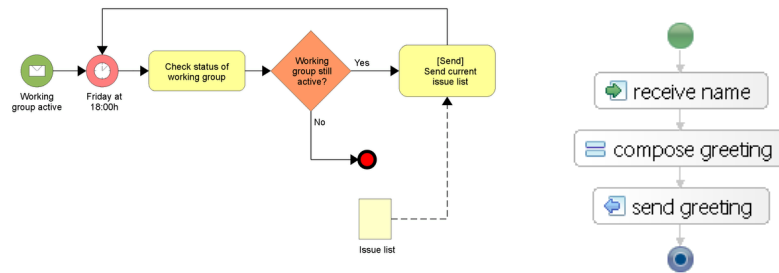 Working
group active
Friday at
18:00h
Check status of
working group
Working
group still
active?
Yes
No
[Send]
Send current
issue list
Issue list
receive name
compose greeting
send greeting